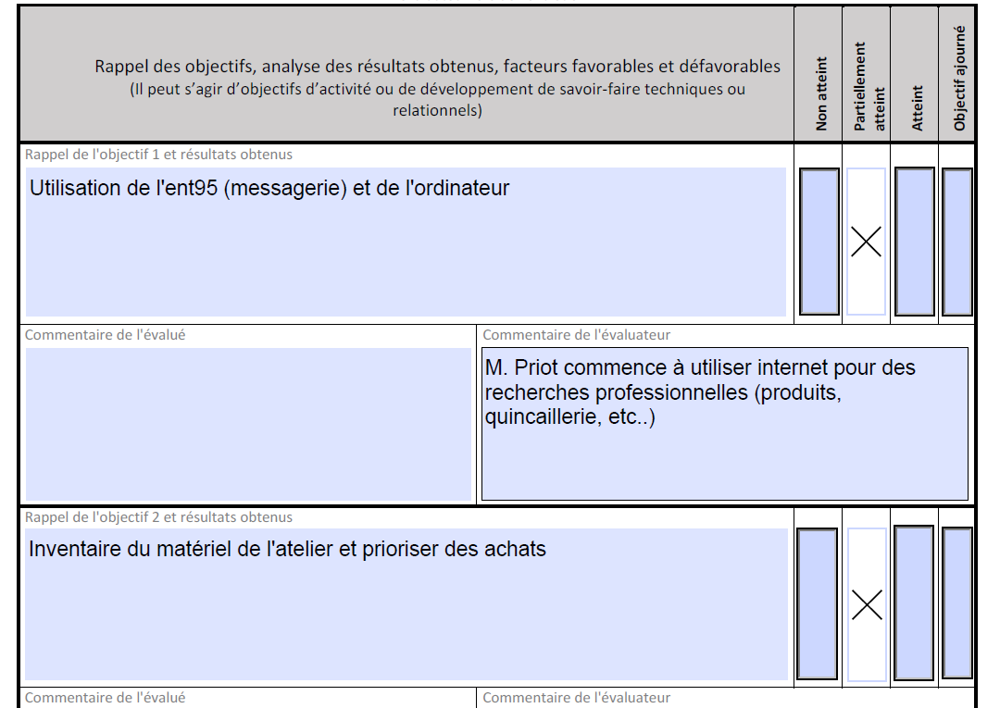 Rappel des objectifs, analyse des résultats obtenus, facteurs favorables et défavorables
(Il peut s'agir d'objectifs d'activité ou de développement de savoir-faire techniques ou
relationnels)
Non atteint
Partiellement
atteint
Atteint
Objectif ajourné
Rappel de l'objectif 1 et résultats obtenus
Utilisation de l'ent95 (messagerie) et de l'ordinateur
Commentaire de l'évalué
Commentaire de l'évaluateur
M. Priot commence à utiliser internet pour des
recherches professionnelles (produits,
quincaillerie, etc..)
Rappel de l'objectif 2 et résultats obtenus
Inventaire du matériel de l'atelier et prioriser des achats
Commentaire de l'évalué
Commentaire de l'évaluateur